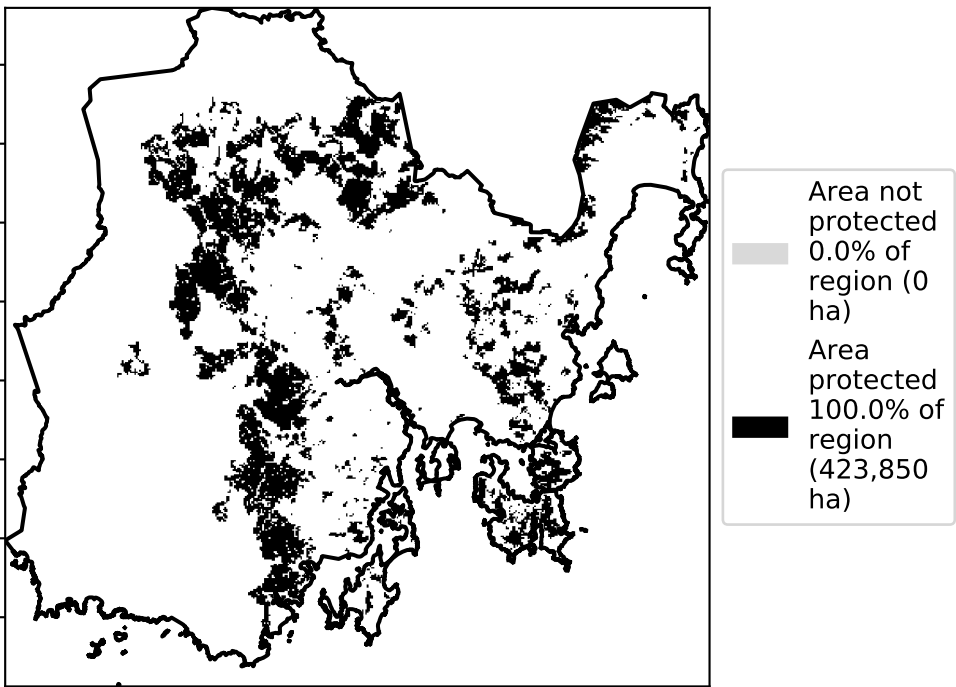 Area not
protected
0.0% of
region (0
ha)
Area
protected
100.0% of
region
(423,850
ha)